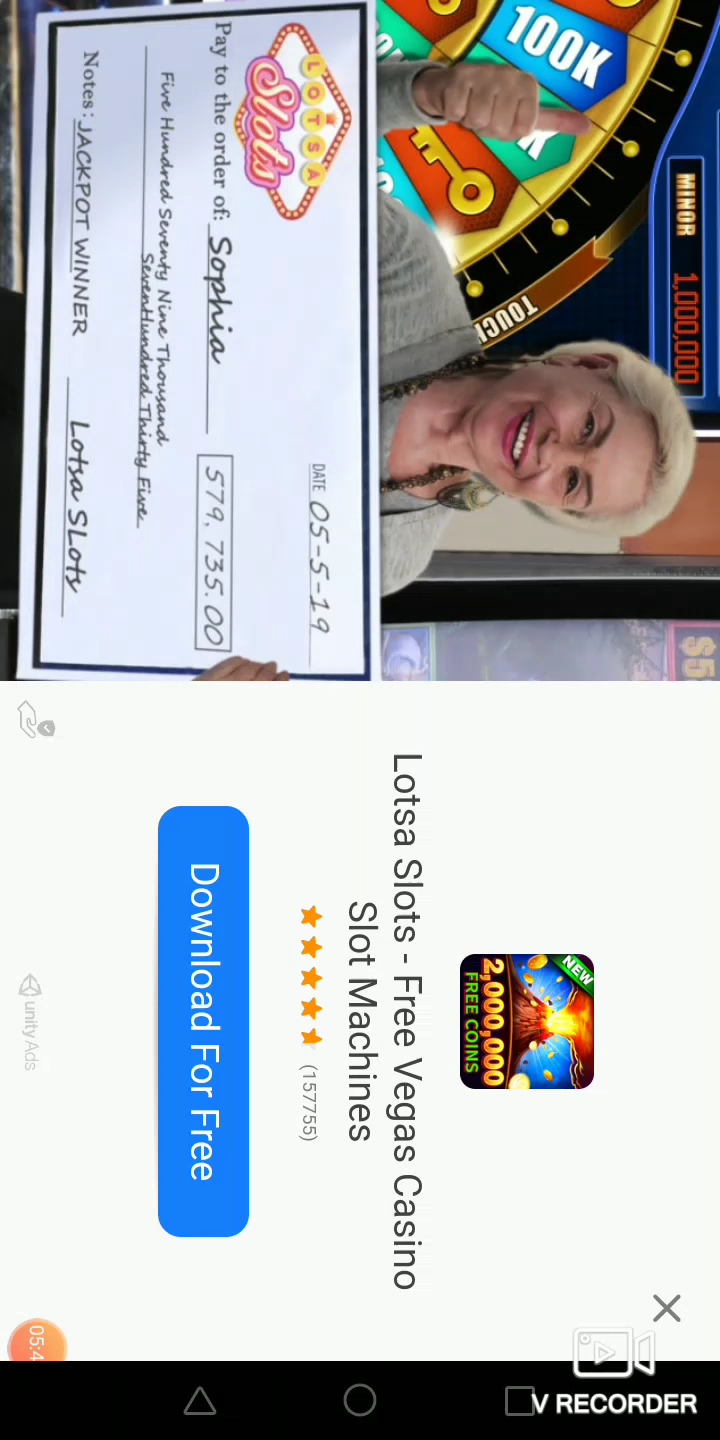 100K
K
MINOR 1,000,000
TOUCH
LOTSA
Slots
DATE 05-5-19
Pay to the order of: Sophia
579,735.00
Five Hundred Seventy Nine Thousand
SevenHundred Thirty Five
Notes: JACKPOT WINNER
Lotsa SLots
NEW
2,000,000
FREE COINS
Lotsa Slots - Free Vegas Casino
Slot Machines
(157755)
Download For Free
unity Ads
V RECORDER